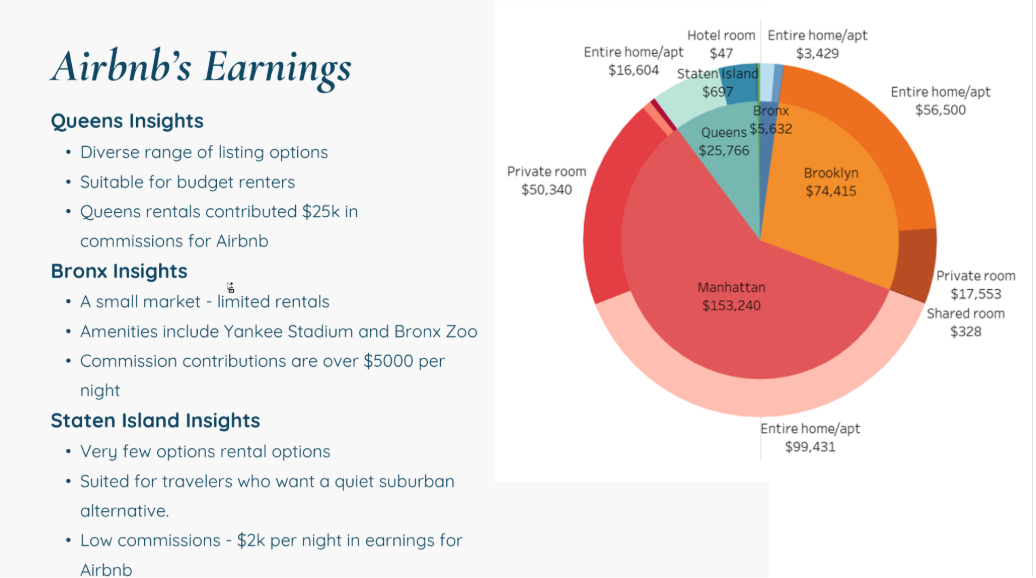 Airbnb's Earnings
Queens Insights
• Diverse range of listing options
• Suitable for budget renters
• Queens rentals contributed $25k in
commissions for Airbnb
Bronx Insights
• A small market - limited rentals
• Amenities include Yankee Stadium and Bronx Zoo
• Commission contributions are over $5000 per
night
Staten Island Insights
• Very few options rental options
• Suited for travelers who want a quiet suburban
alternative.
• Low commissions - $2k per night in earnings for
Airbnb
Hotel room
$47
Entire home/apt
$3,429
Entire home/apt
$16,604
Staten Island
$697
Entire home/apt
$56,500
Bronx
$5,632
Queens
$25,766
Private room
$50,340
Brooklyn
$74,415
Manhattan
$153,240
Private room
$17,553
Shared room
$328
Entire home/apt
$99,431